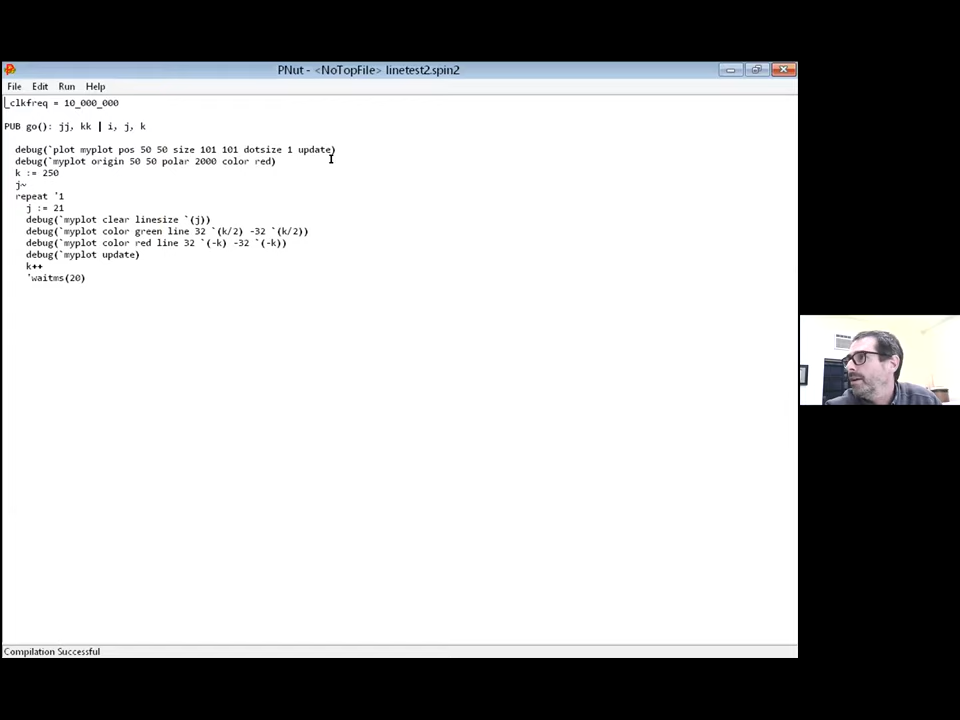 PNut - <NoTopFile> linetest2.spin2
File Edit Run Help
_clkfreq = 10_000_000
PUB go(): jj, kk | i, j, k
debug(`plot myplot pos 50 50 size 101 101 dotsize 1 update)
debug(`myplot origin 50 50 polar 2000 color red)
k := 250
j~
repeat '1
j := 21
debug(`myplot clear linesize `(j))
debug(`myplot color green line 32 `(k/2) -32 `(k/2))
debug(`myplot color red line 32 `(-k) -32 `(-k))
debug(`myplot update)
k++
'waitms(20)
Compilation Successful